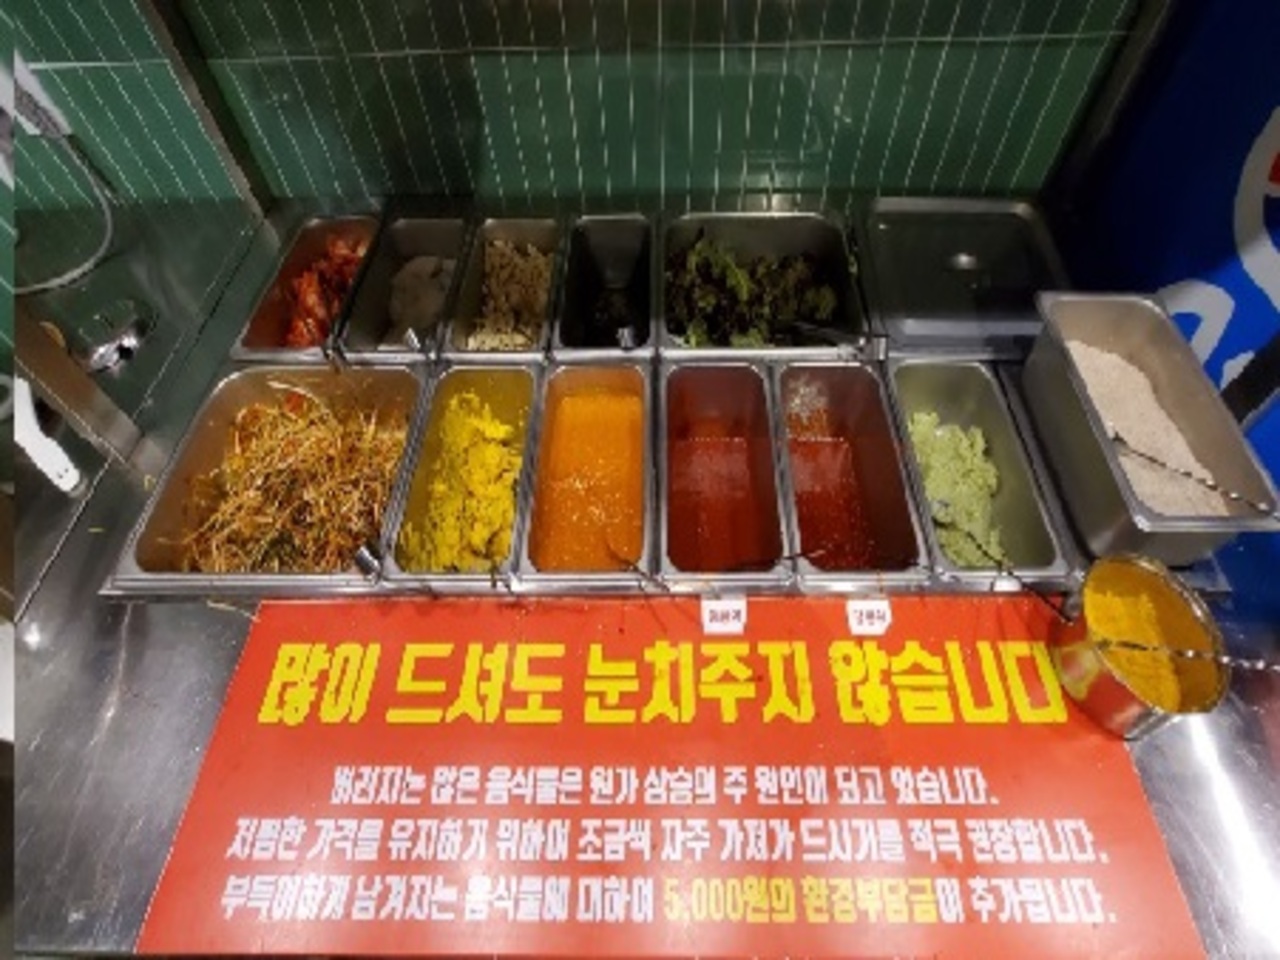 많이 드셔도 눈치주지 않습니다
버려지는 많은 음식물은 원가 상승의 주 원인이 되고 있습니다.
저렴한 가격을 유지하기 위하여 조금씩 자주 가져가 드시기를 적극 권장합니다.
부득이하게 남겨지는 음식물에 대하여 5,000원의 환경부담금이 추가됩니다.